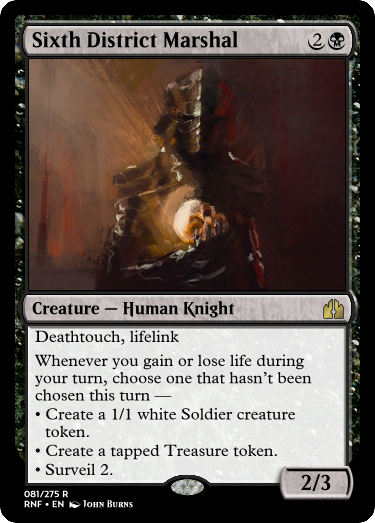 Sixth District Marshal 2
Creature — Human Knight
Deathtouch, lifelink
Whenever you gain or lose life during
your turn, choose one that hasn't been
chosen this turn —
• Create a 1/1 white Soldier creature
token.
• Create a tapped Treasure token.
• Surveil 2.
2/3
081/275 R
RNF • EN John Burns